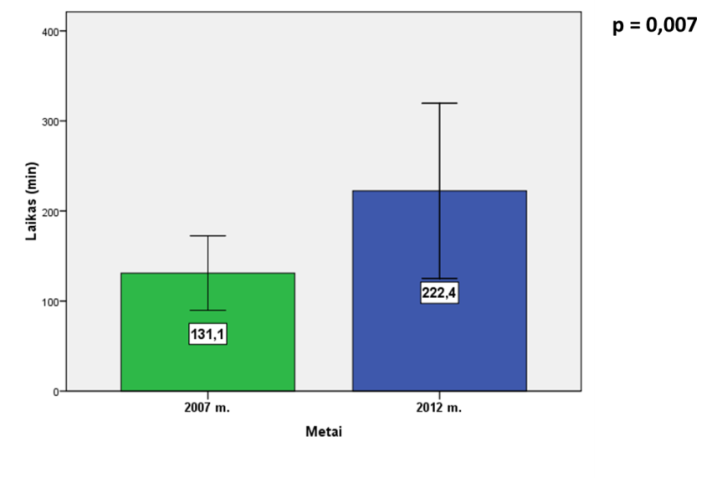 p = 0,007
Laikas (min)
400
300
200
100
0
131,1
222,4
2007 m.
2012 m.
Metai